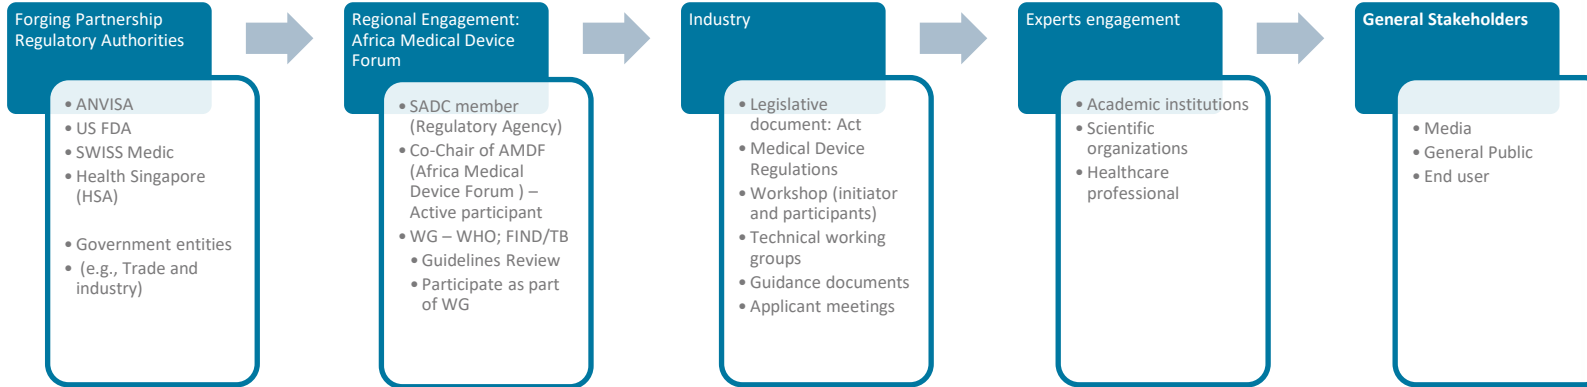 Forging Partnership
Regulatory Authorities
• ANVISA
• US FDA
• SWISS Medic
• Health Singapore
(HSA)
• Government entities
• (e.g., Trade and
industry)
Regional Engagement:
Africa Medical Device
Forum
• SADC member
(Regulatory Agency)
• Co-Chair of AMDF
(Africa Medical
Device Forum ) –
Active participant
• WG – WHO; FIND/TB
• Guidelines Review
• Participate as part
of WG
Industry
• Legislative
document: Act
• Medical Device
Regulations
• Workshop (initiator
and participants)
• Technical working
groups
• Guidance documents
• Applicant meetings
Experts engagement
• Academic institutions
• Scientific
organizations
• Healthcare
professional
General Stakeholders
• Media
• General Public
• End user